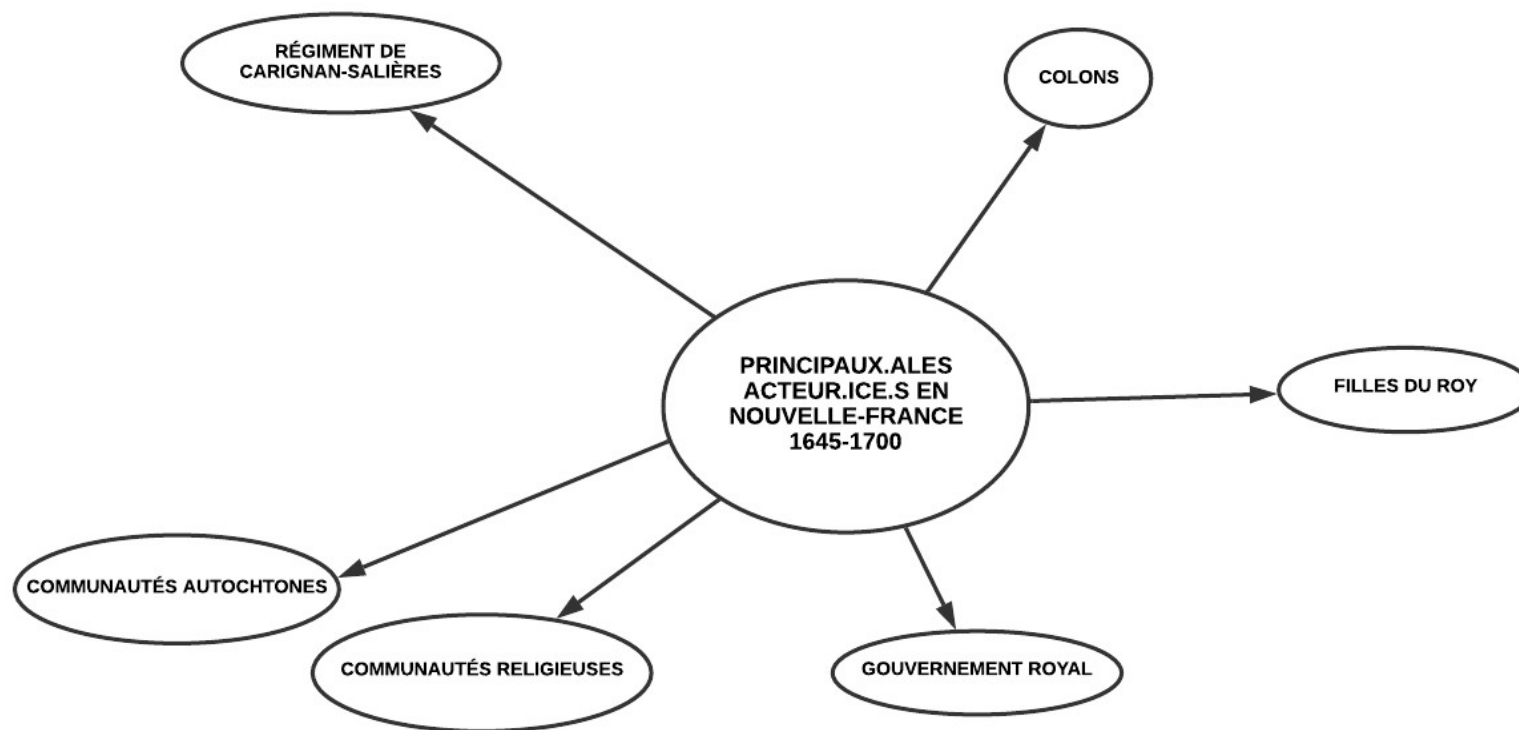 RÉGIMENT DE
CARIGNAN-SALIÈRES
COLONS
PRINCIPAUX.ALES
ACTEUR.ICE.S EN
NOUVELLE-FRANCE
1645-1700
FILLES DU ROY
COMMUNAUTÉS AUTOCHTONES
COMMUNAUTÉS RELIGIEUSES
GOUVERNEMENT ROYAL